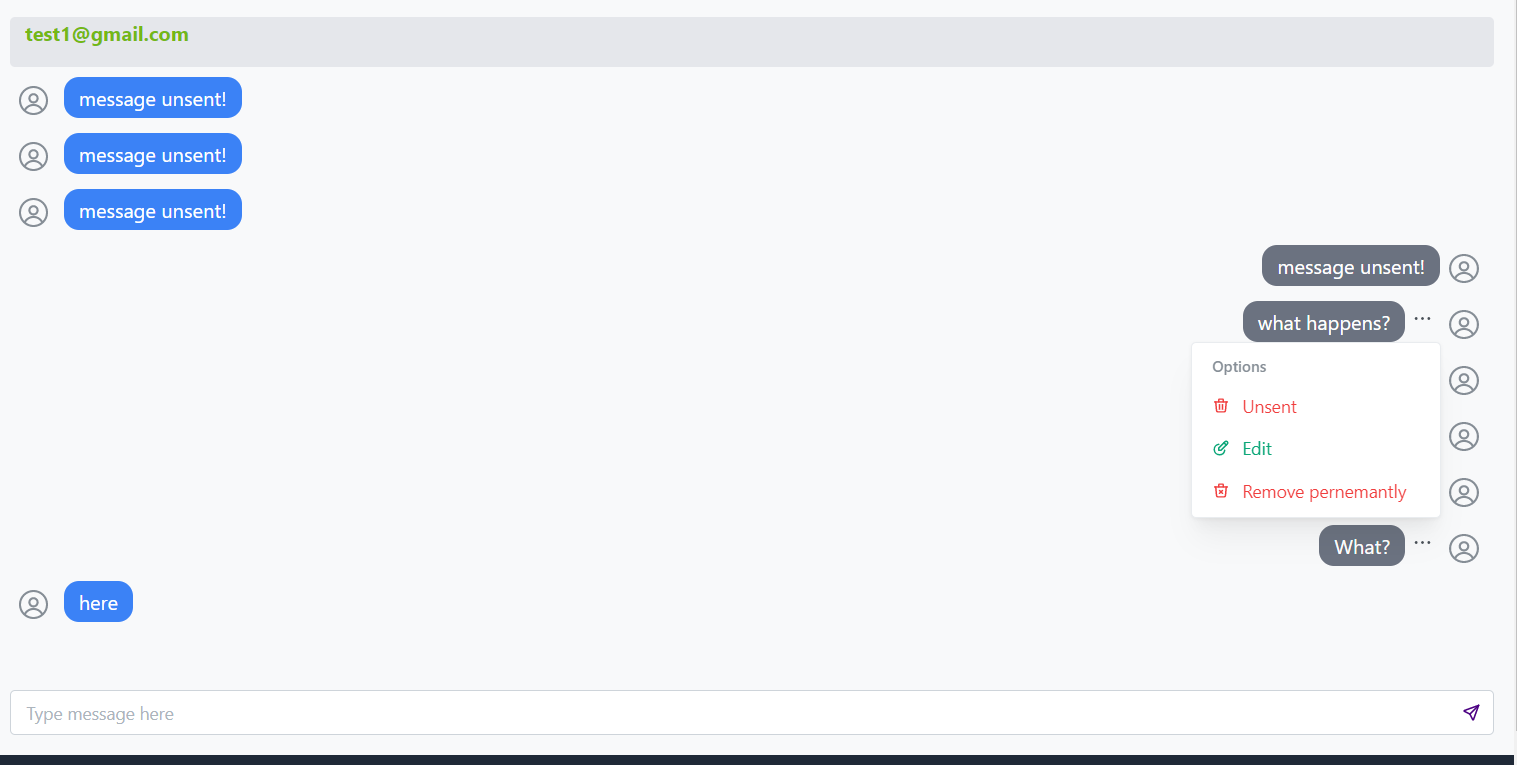 test1@gmail.com
message unsent!
message unsent!
message unsent!
message unsent!
what happens?
Options
Unsent
Edit
Remove pernemantly
What?
here
Type message here